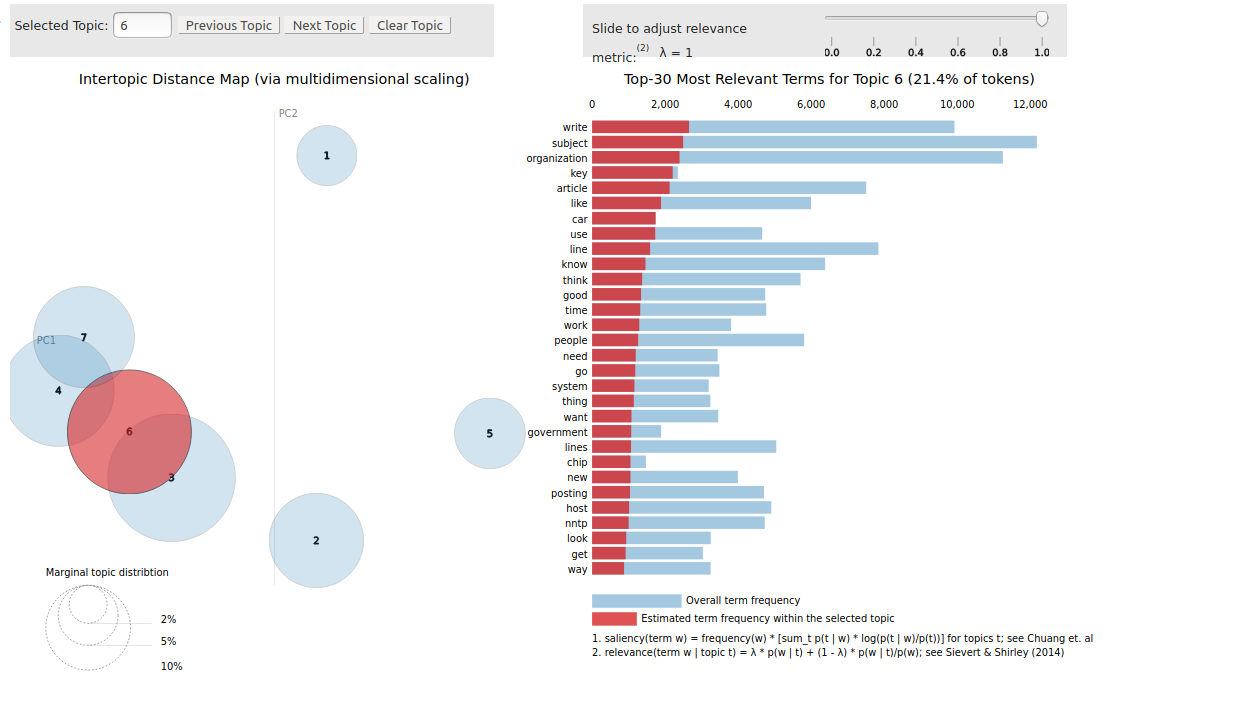 Selected Topic: 6 Previous Topic Next Topic Clear Topic
Slide to adjust relevance
metric:(2) λ = 1
0.0 0.2 0.4 0.6 0.8 1.0
Intertopic Distance Map (via multidimensional scaling)
PC2
1
7
PC1
4
6
3
5
2
Marginal topic distribtion
2%
5%
10%
Top-30 Most Relevant Terms for Topic 6 (21.4% of tokens)
0 2,000 4,000 6,000 8,000 10,000 12,000
write
subject
organization
key
article
like
car
use
line
know
think
good
time
work
people
need
go
system
thing
want
government
lines
chip
new
posting
host
nntp
look
get
way
Overall term frequency
Estimated term frequency within the selected topic
1. saliency(term w) = frequency(w) * [sum_t p(t | w) * log(p(t | w)/p(t))] for topics t; see Chuang et. al
2. relevance(term w | topic t) = λ * p(w | t) + (1 - λ) * p(w | t)/p(w); see Sievert & Shirley (2014)